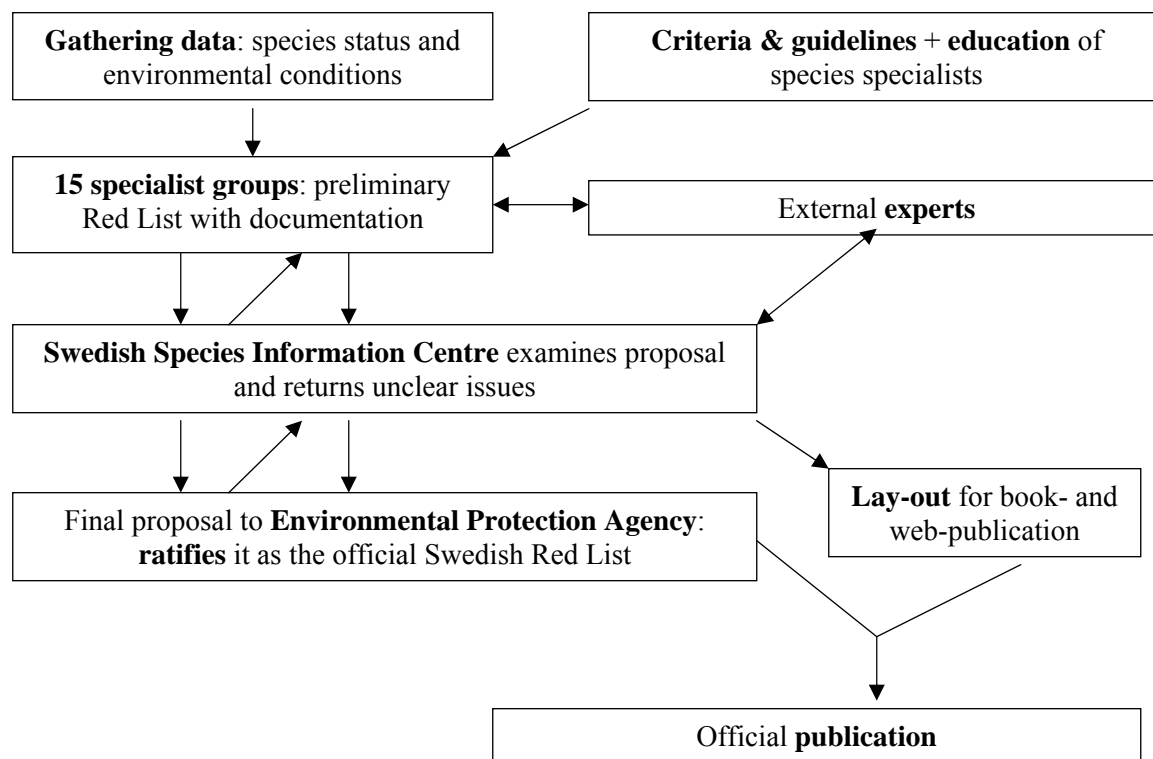 Gathering data: species status and
environmental conditions
Criteria & guidelines + education of
species specialists
15 specialist groups: preliminary
Red List with documentation
External experts
Swedish Species Information Centre examines proposal
and returns unclear issues
Final proposal to Environmental Protection Agency:
ratifies it as the official Swedish Red List
Lay-out for book- and
web-publication
Official publication